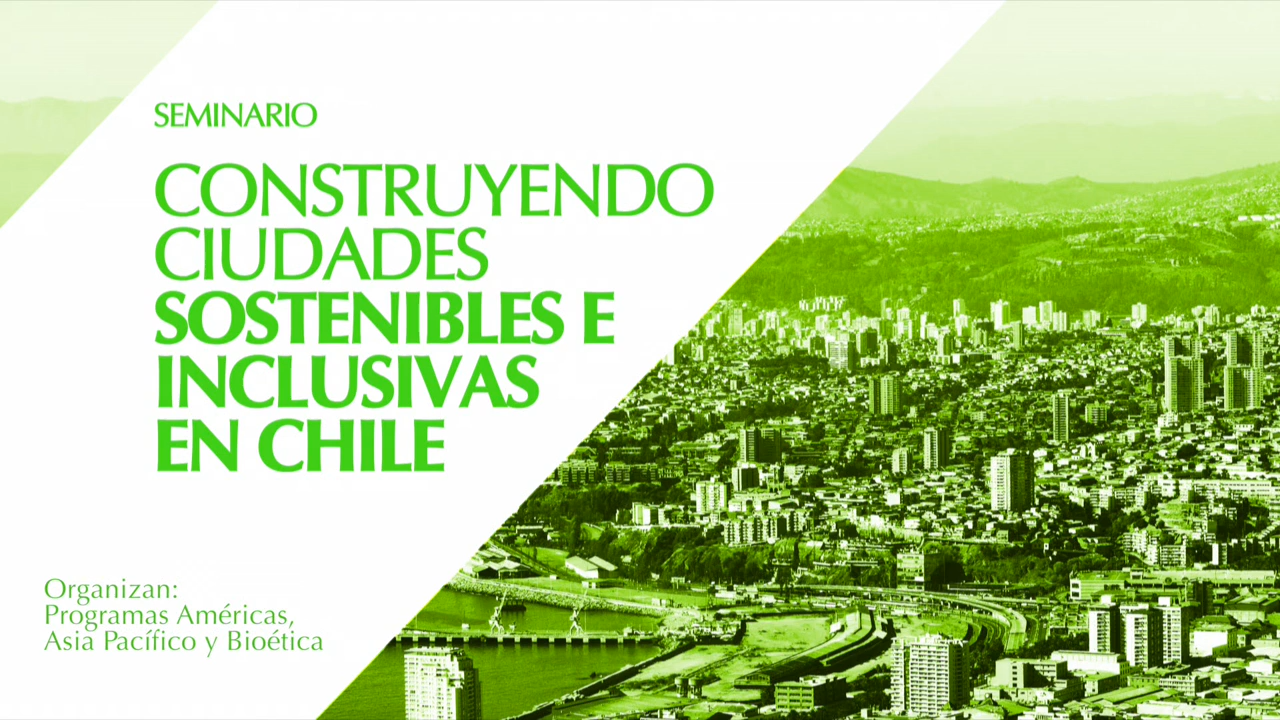 SEMINARIO
CONSTRUYENDO
CIUDADES
SOSTENIBLES E
INCLUSIVAS
EN CHILE
Organizan:
Programas Américas,
Asia Pacífico y Bioética